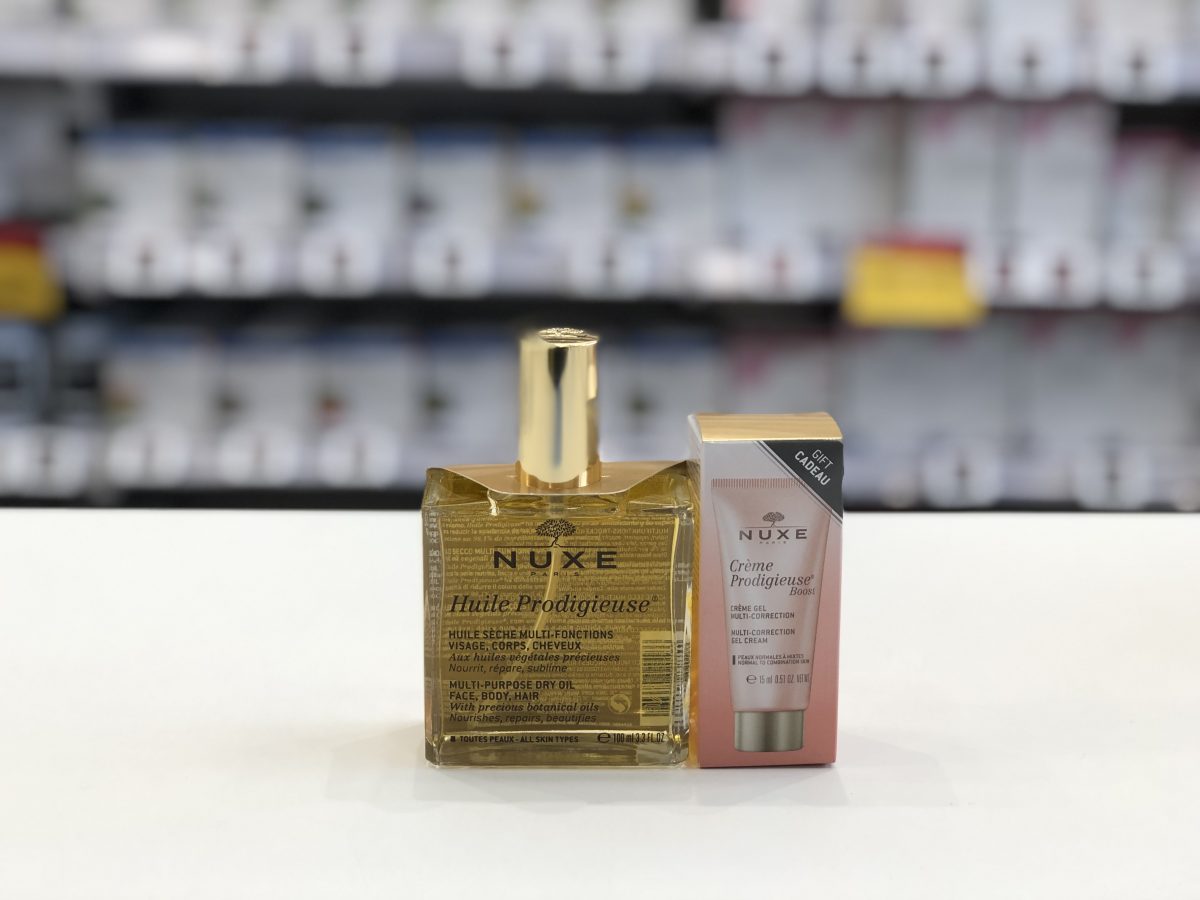 NUXE
PARIS
Huile Prodigieuse®
HUILE SÈCHE MULTI-FONCTIONS
VISAGE, CORPS, CHEVEUX
Aux huiles végétales précieuses
Nourrit, répare, sublime
MULTI-PURPOSE DRY OIL
FACE, BODY, HAIR
With precious botanical oils
Nourishes, repairs, beautifies
TOUTES PEAUX - ALL SKIN TYPES
℮ 100 ml 3.3 FL.OZ
GIFT
CADEAU
NUXE
PARIS
Crème
Prodigieuse®
Boost
CRÈME GEL
MULTI-CORRECTION
MULTI-CORRECTION
GEL CREAM
PEAUX NORMALES À MIXTES
NORMAL TO COMBINATION SKIN
℮ 15 ml 0.51 OZ. NET WT.